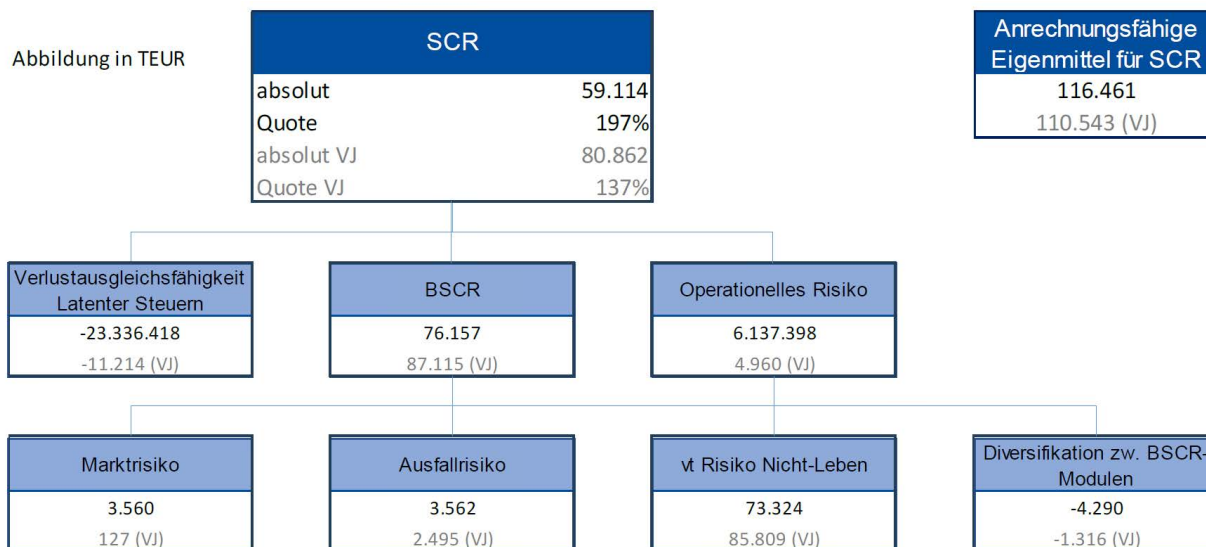 Abbildung in TEUR
SCR
absolut 59.114
Quote 197%
absolut VJ 80.862
Quote VJ 137%
Anrechnungsfähige
Eigenmittel für SCR
116.461
110.543 (VJ)
Verlustausgleichsfähigkeit
Latenter Steuern
-23.336.418
-11.214 (VJ)
BSCR
76.157
87.115 (VJ)
Operationelles Risiko
6.137.398
4.960 (VJ)
Marktrisiko
3.560
127 (VJ)
Ausfallrisiko
3.562
2.495 (VJ)
vt Risiko Nicht-Leben
73.324
85.809 (VJ)
Diversifikation zw. BSCR-
Modulen
-4.290
-1.316 (VJ)